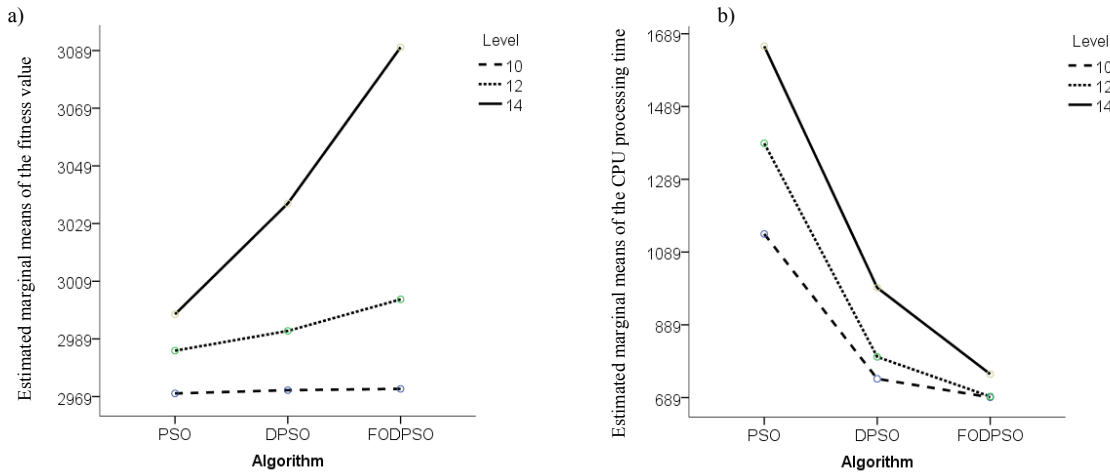 a)
Estimated marginal means of the fitness value
3089
3069
3049
3029
3009
2989
2969
PSO
DPSO
FODPSO
Algorithm
Level
10
12
14
b)
Estimated marginal means of the CPU processing time
1689
1489
1289
1089
889
689
PSO
DPSO
FODPSO
Algorithm
Level
10
12
14